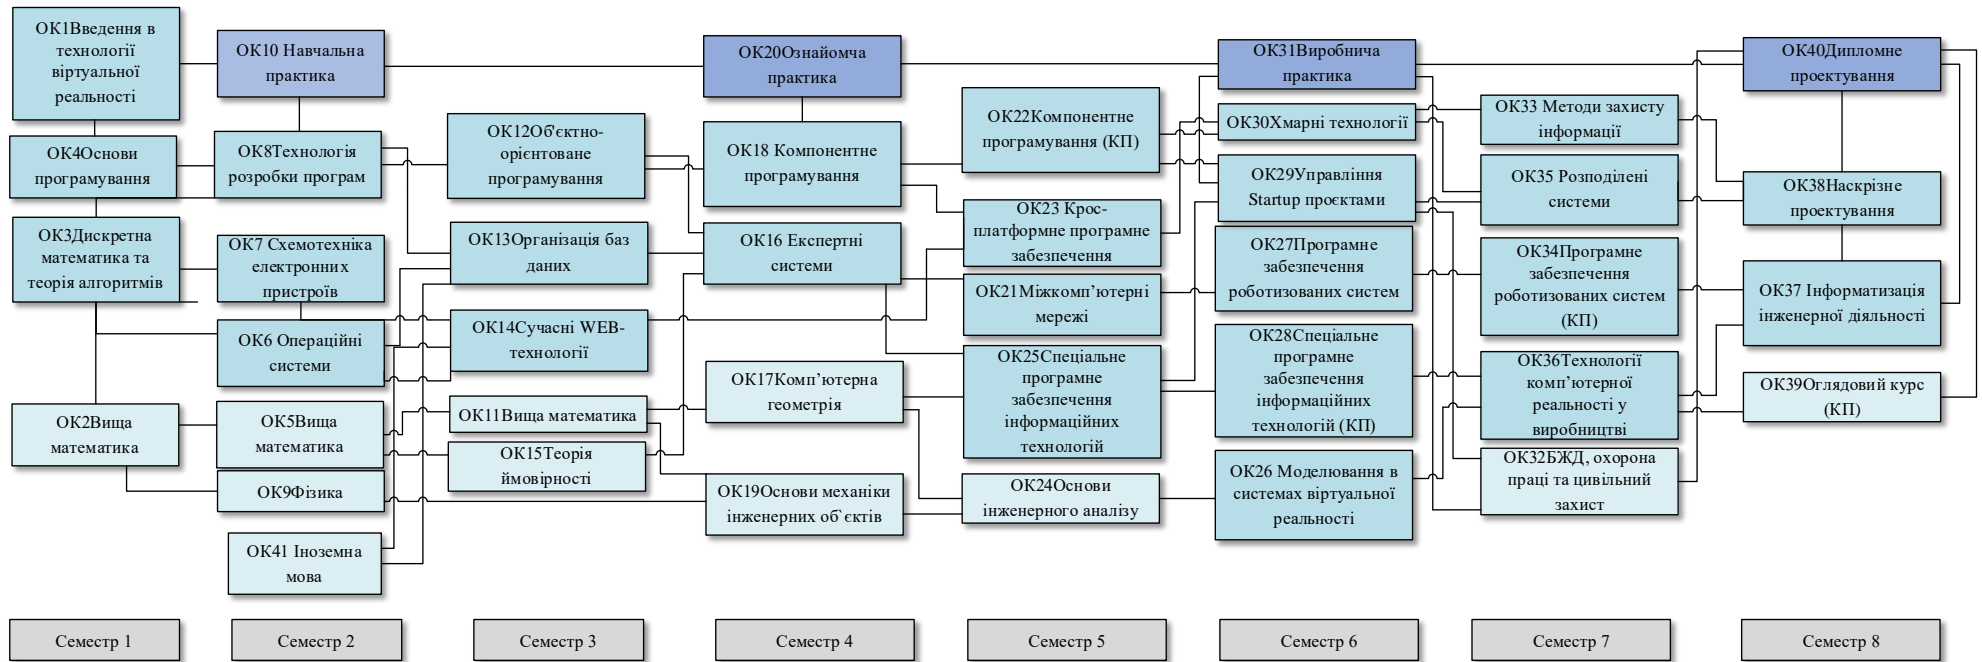 ОК1Введення в
технології
віртуальної
реальності
ОК4Основи
програмування
ОК3Дискретна
математика та
теорія алгоритмів
ОК2Вища
математика
ОК10 Навчальна
практика
ОК8Технологія
розробки програм
ОК7 Схемотехніка
електронних
пристроїв
ОК6 Операційні
системи
ОК5Вища
математика
ОК9Фізика
ОК41 Іноземна
мова
ОК12Об'єктно-
орієнтоване
програмування
ОК13Організація баз
даних
ОК14Сучасні WEB-
технології
ОК11Вища математика
ОК15Теорія
ймовірності
ОК20Ознайомча
практика
ОК18 Компонентне
програмування
ОК16 Експертні
системи
ОК17Комп’ютерна
геометрія
ОК19Основи механіки
інженерних об`єктів
ОК22Компонентне
програмування (КП)
ОК23 Крос-
платформне програмне
забезпечення
ОК21Міжкомп’ютерні
мережі
ОК25Спеціальне
програмне
забезпечення
інформаційних
технологій
ОК24Основи
інженерного аналізу
ОК31Виробнича
практика
ОК30Хмарні технології
ОК29Управління
Startup проєктами
ОК27Програмне
забезпечення
роботизованих систем
ОК28Спеціальне
програмне
забезпечення
інформаційних
технологій (КП)
ОК26 Моделювання в
системах віртуальної
реальності
ОК33 Методи захисту
інформації
ОК35 Розподілені
системи
ОК34Програмне
забезпечення
роботизованих систем
(КП)
ОК36Технології
комп’ютерної
реальності у
виробництві
ОК32БЖД, охорона
праці та цивільний
захист
ОК40Дипломне
проектування
ОК38Наскрізне
проектування
ОК37 Інформатизація
інженерної діяльності
ОК39Оглядовий курс
(КП)
Семестр 1
Семестр 2
Семестр 3
Семестр 4
Семестр 5
Семестр 6
Семестр 7
Семестр 8